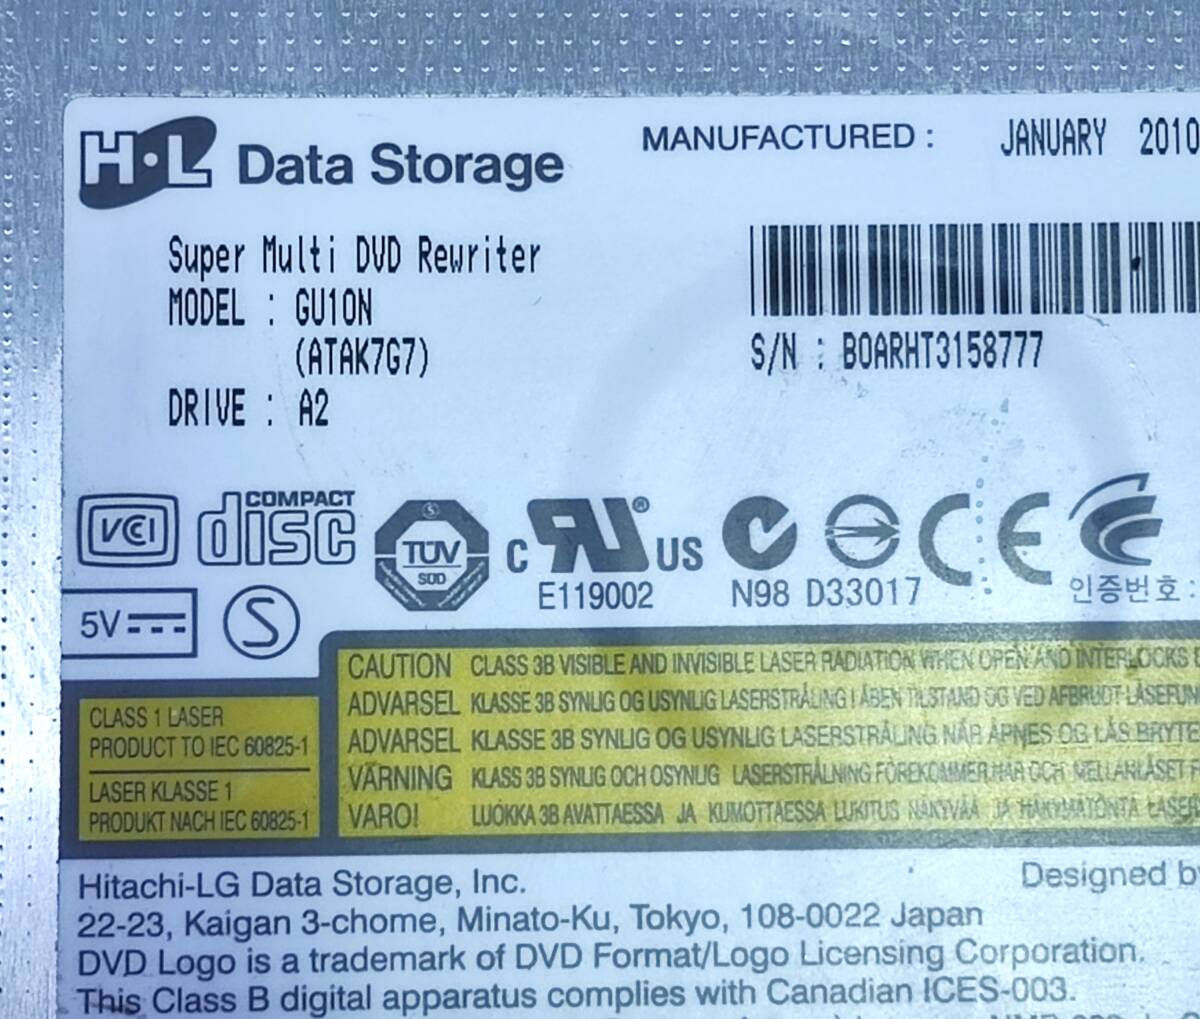 H·L Data Storage
MANUFACTURED : JANUARY 2010
Super Multi DVD Rewriter
MODEL : GU10N
(ATAK7G7)
DRIVE : A2
S/N : B0ARHT3158777
VCCI
COMPACT
disc
TÜV
SÜD
C RU ® US
E119002
N98 D33017
CE
인증번호 :
5V
S
CAUTION CLASS 3B VISIBLE AND INVISIBLE LASER RADIATION WHEN OPEN AND INTERLOCKS
ADVARSEL KLASSE 3B SYNLIG OG USYNLIG LASERSTRÅLING I ÅBEN TILSTAND OG VED AFBRUDT
ADVARSEL KLASSE 3B SYNLIG OG USYNLIG LASERSTRÅLING NÅR ÅPNES OG LÅS BRYTE
VARNING KLASS 3B SYNLIG OCH OSYNLIG LASERSTRÅLNING FÖREKOMMER HÄR OCH MELLANLÅSET
VARO! LUOKKA 3B AVATTAESSA JA KUMOTTAESSA LUKITUS NÄKYVÄÄ JA
CLASS 1 LASER
PRODUCT TO IEC 60825-1
LASER KLASSE 1
PRODUKT NACH IEC 60825-1
Hitachi-LG Data Storage, Inc.
Designed by
22-23, Kaigan 3-chome, Minato-Ku, Tokyo, 108-0022 Japan
DVD Logo is a trademark of DVD Format/Logo Licensing Corporation.
This Class B digital apparatus complies with Canadian ICES-003.